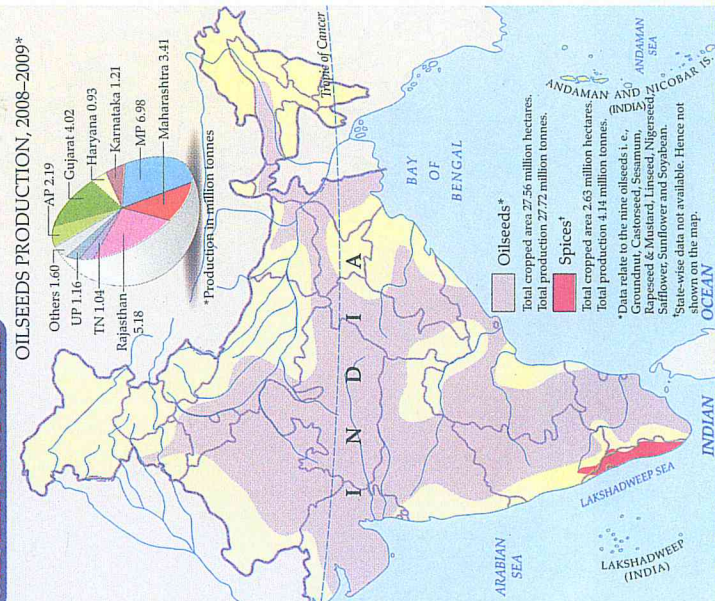 OILSEEDS PRODUCTION, 2008–2009*
Others 1.60
AP 2.19
Gujarat 4.02
Haryana 0.93
Karnataka 1.21
MP 6.98
Maharashtra 3.41
UP 1.16
TN 1.04
Rajasthan
5.18
*Production in million tonnes
Tropic of Cancer
I N D I A
BAY
OF
BENGAL
ARABIAN
SEA
LAKSHADWEEP SEA
LAKSHADWEEP
(INDIA)
INDIAN OCEAN
ANDAMAN
SEA
ANDAMAN AND NICOBAR IS.
(INDIA)
Oilseeds*
Total cropped area 27.56 million hectares.
Total production 27.72 million tonnes.
Spices†
Total cropped area 2.63 million hectares.
Total production 4.14 million tonnes.
*Data relate to the nine oilseeds i. e.,
Groundnut, Castorseed, Sesamum,
Rapeseed & Mustard, Linseed, Nigerseed,
Safflower, Sunflower and Soyabean.
†State-wise data not available. Hence not
shown on the map.